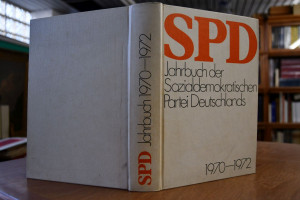 SPD Jahrbuch 1970–1972
SPD
Jahrbuch der
Sozialdemokratischen
Partei Deutschlands
1970–1972